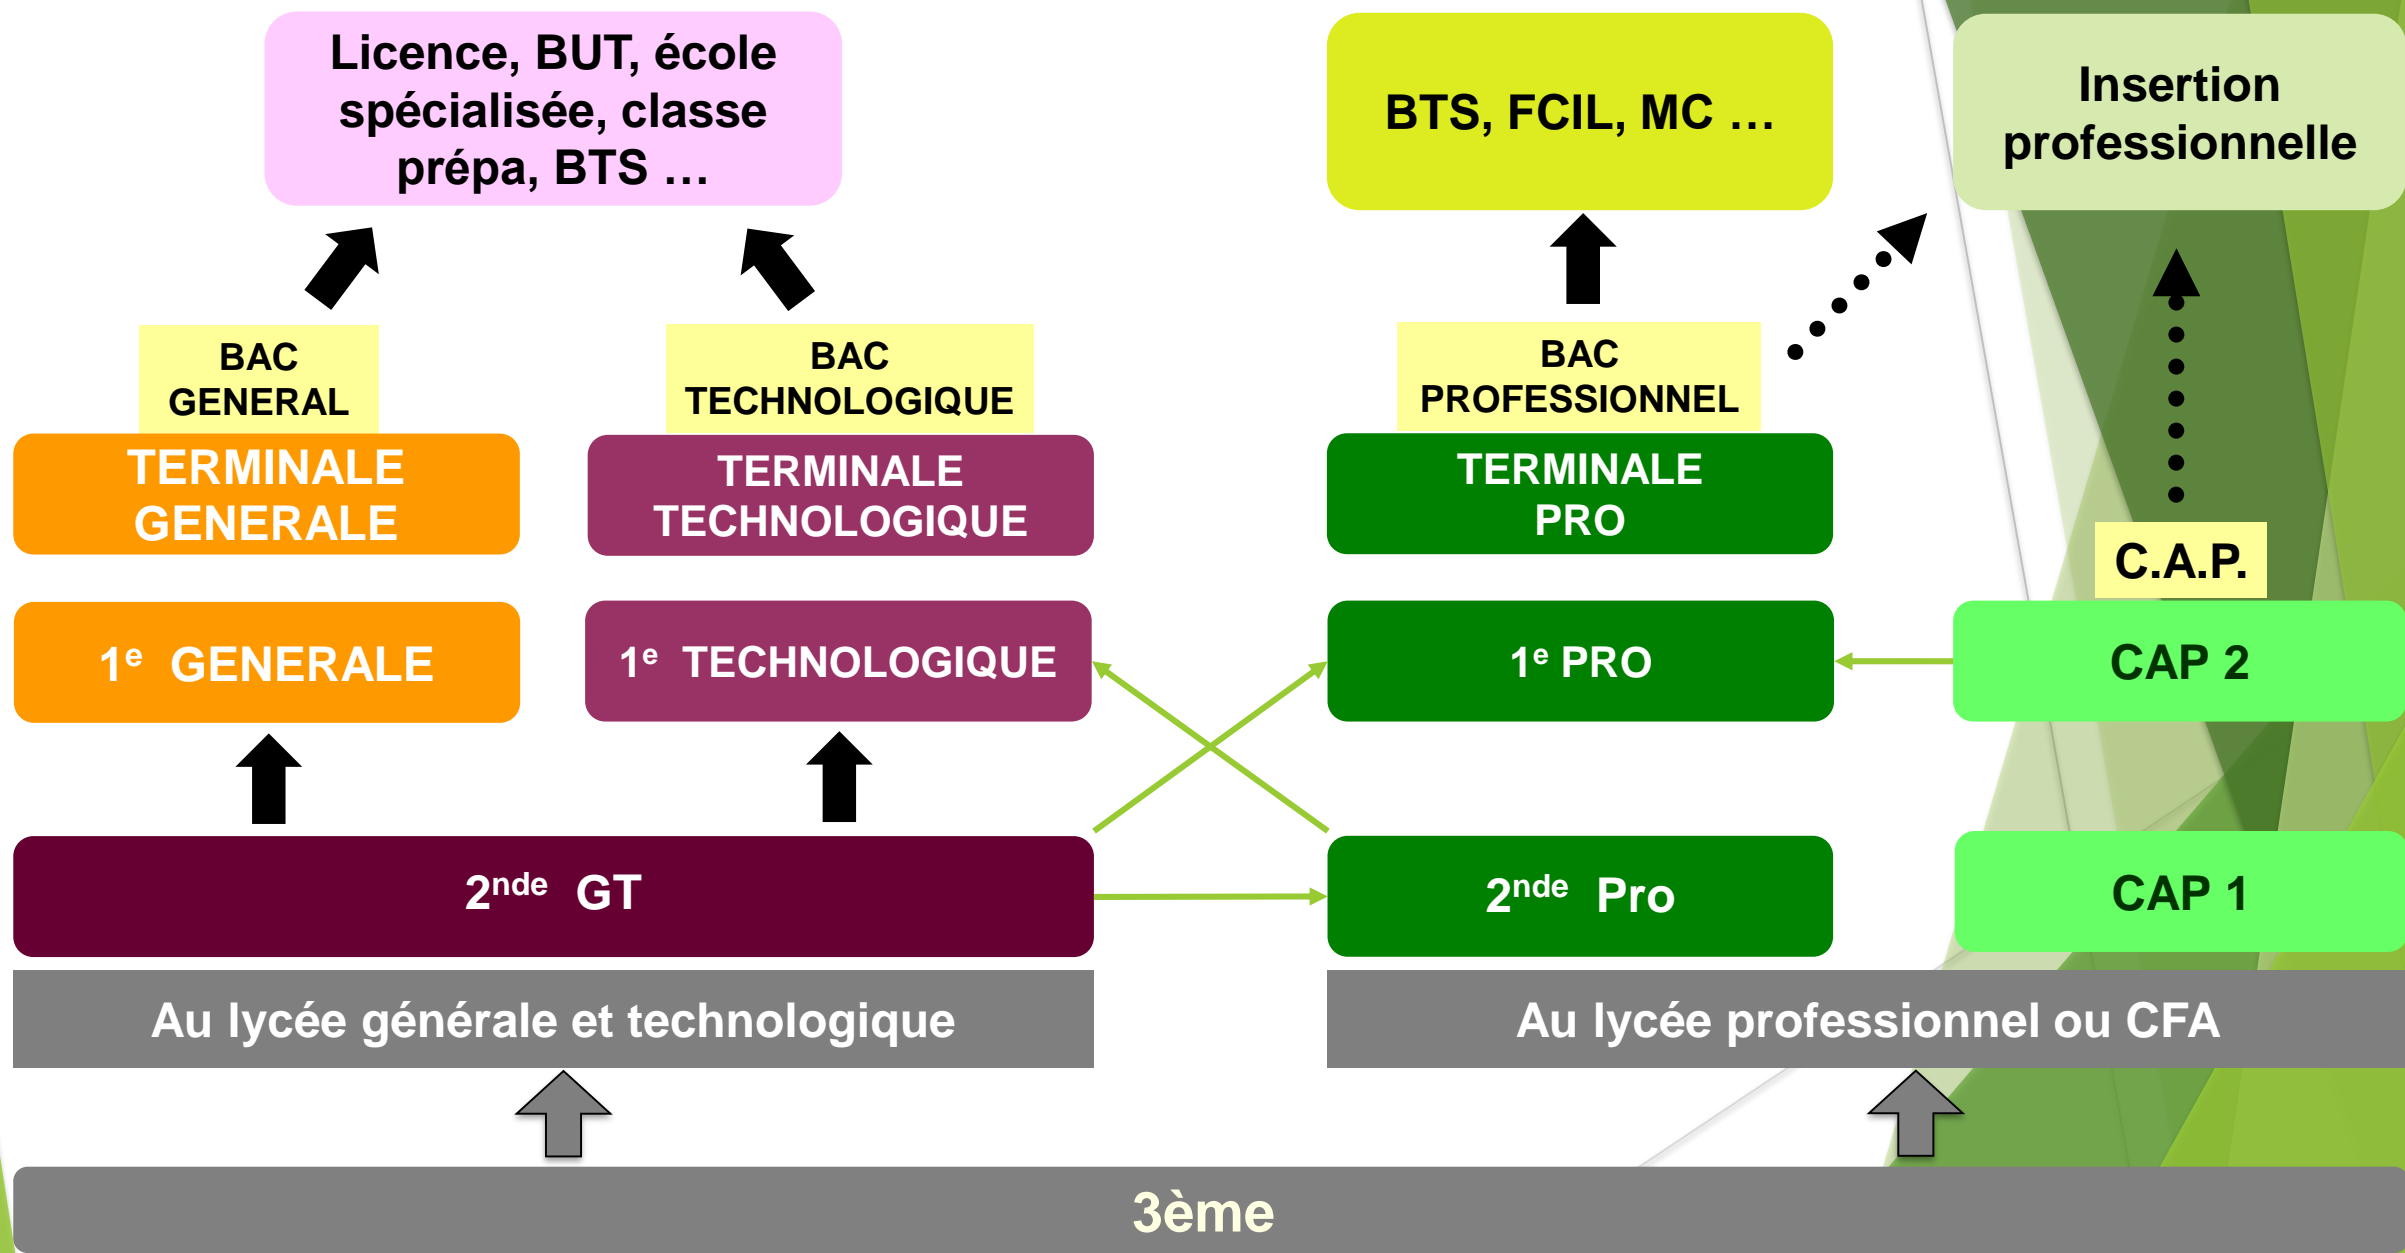 Licence, BUT, école
spécialisée, classe
prépa, BTS …
BTS, FCIL, MC …
Insertion
professionnelle
BAC
GENERAL
BAC
TECHNOLOGIQUE
BAC
PROFESSIONNEL
TERMINALE
GENERALE
TERMINALE
TECHNOLOGIQUE
TERMINALE
PRO
C.A.P.
1e GENERALE
1e TECHNOLOGIQUE
1e PRO
CAP 2
2nde GT
2nde Pro
CAP 1
Au lycée générale et technologique
Au lycée professionnel ou CFA
3ème